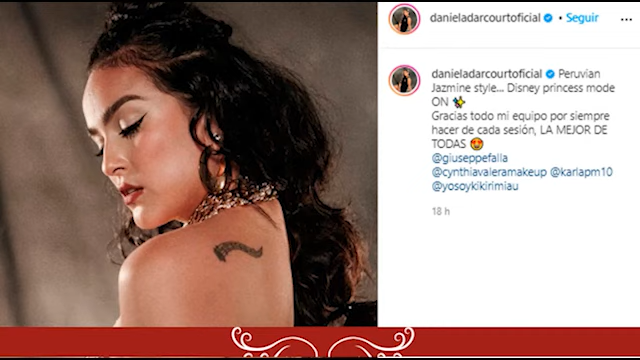 danieladarcourtoficial • Seguir ...
danieladarcourtoficial Peruvian
Jazmine style... Disney princess mode
ON
Gracias todo mi equipo por siempre
hacer de cada sesión, LA MEJOR DE
TODAS
@giuseppefalla
@cynthiavaleramakeup @karlapm10
@yosoykikirimiau
18 h